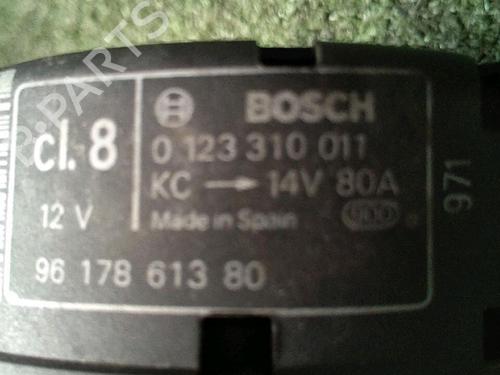 BOSCH
cl. 8
0 123 310 011
KC → 14V 80A
12 V
Made in Spain
96 178 613 80
971
B-PARTS